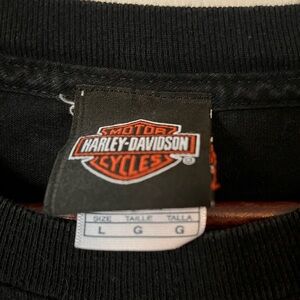 MOTOR
HARLEY-DAVIDSON
CYCLES
®
SIZE TAILLE TALLA
L G G